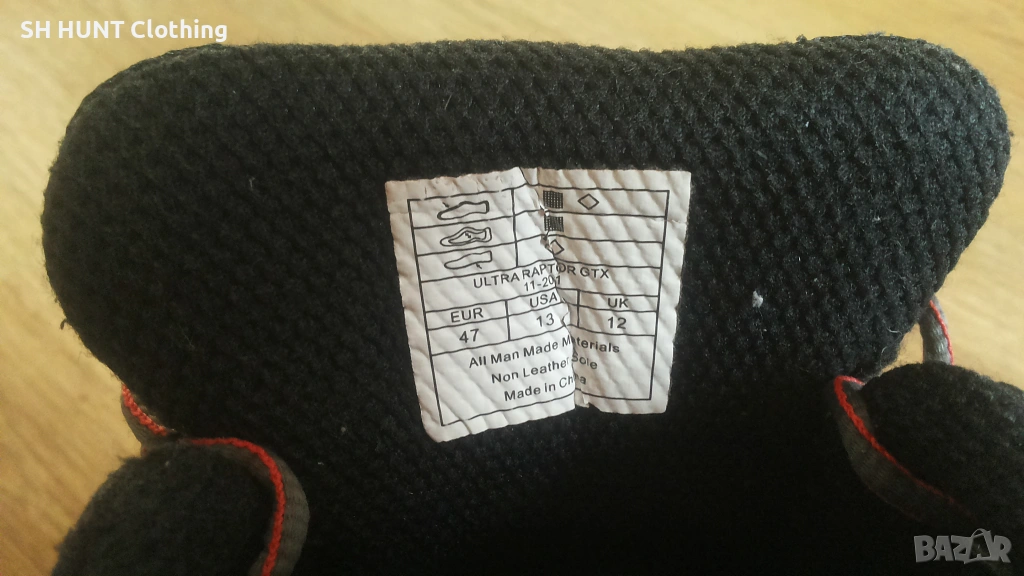 SH HUNT Clothing
ULTRA RAPTOR GTX
EUR USA UK
47 13 12
All Man Made Materials
Non Leather Sole
Made in China
BAZAR